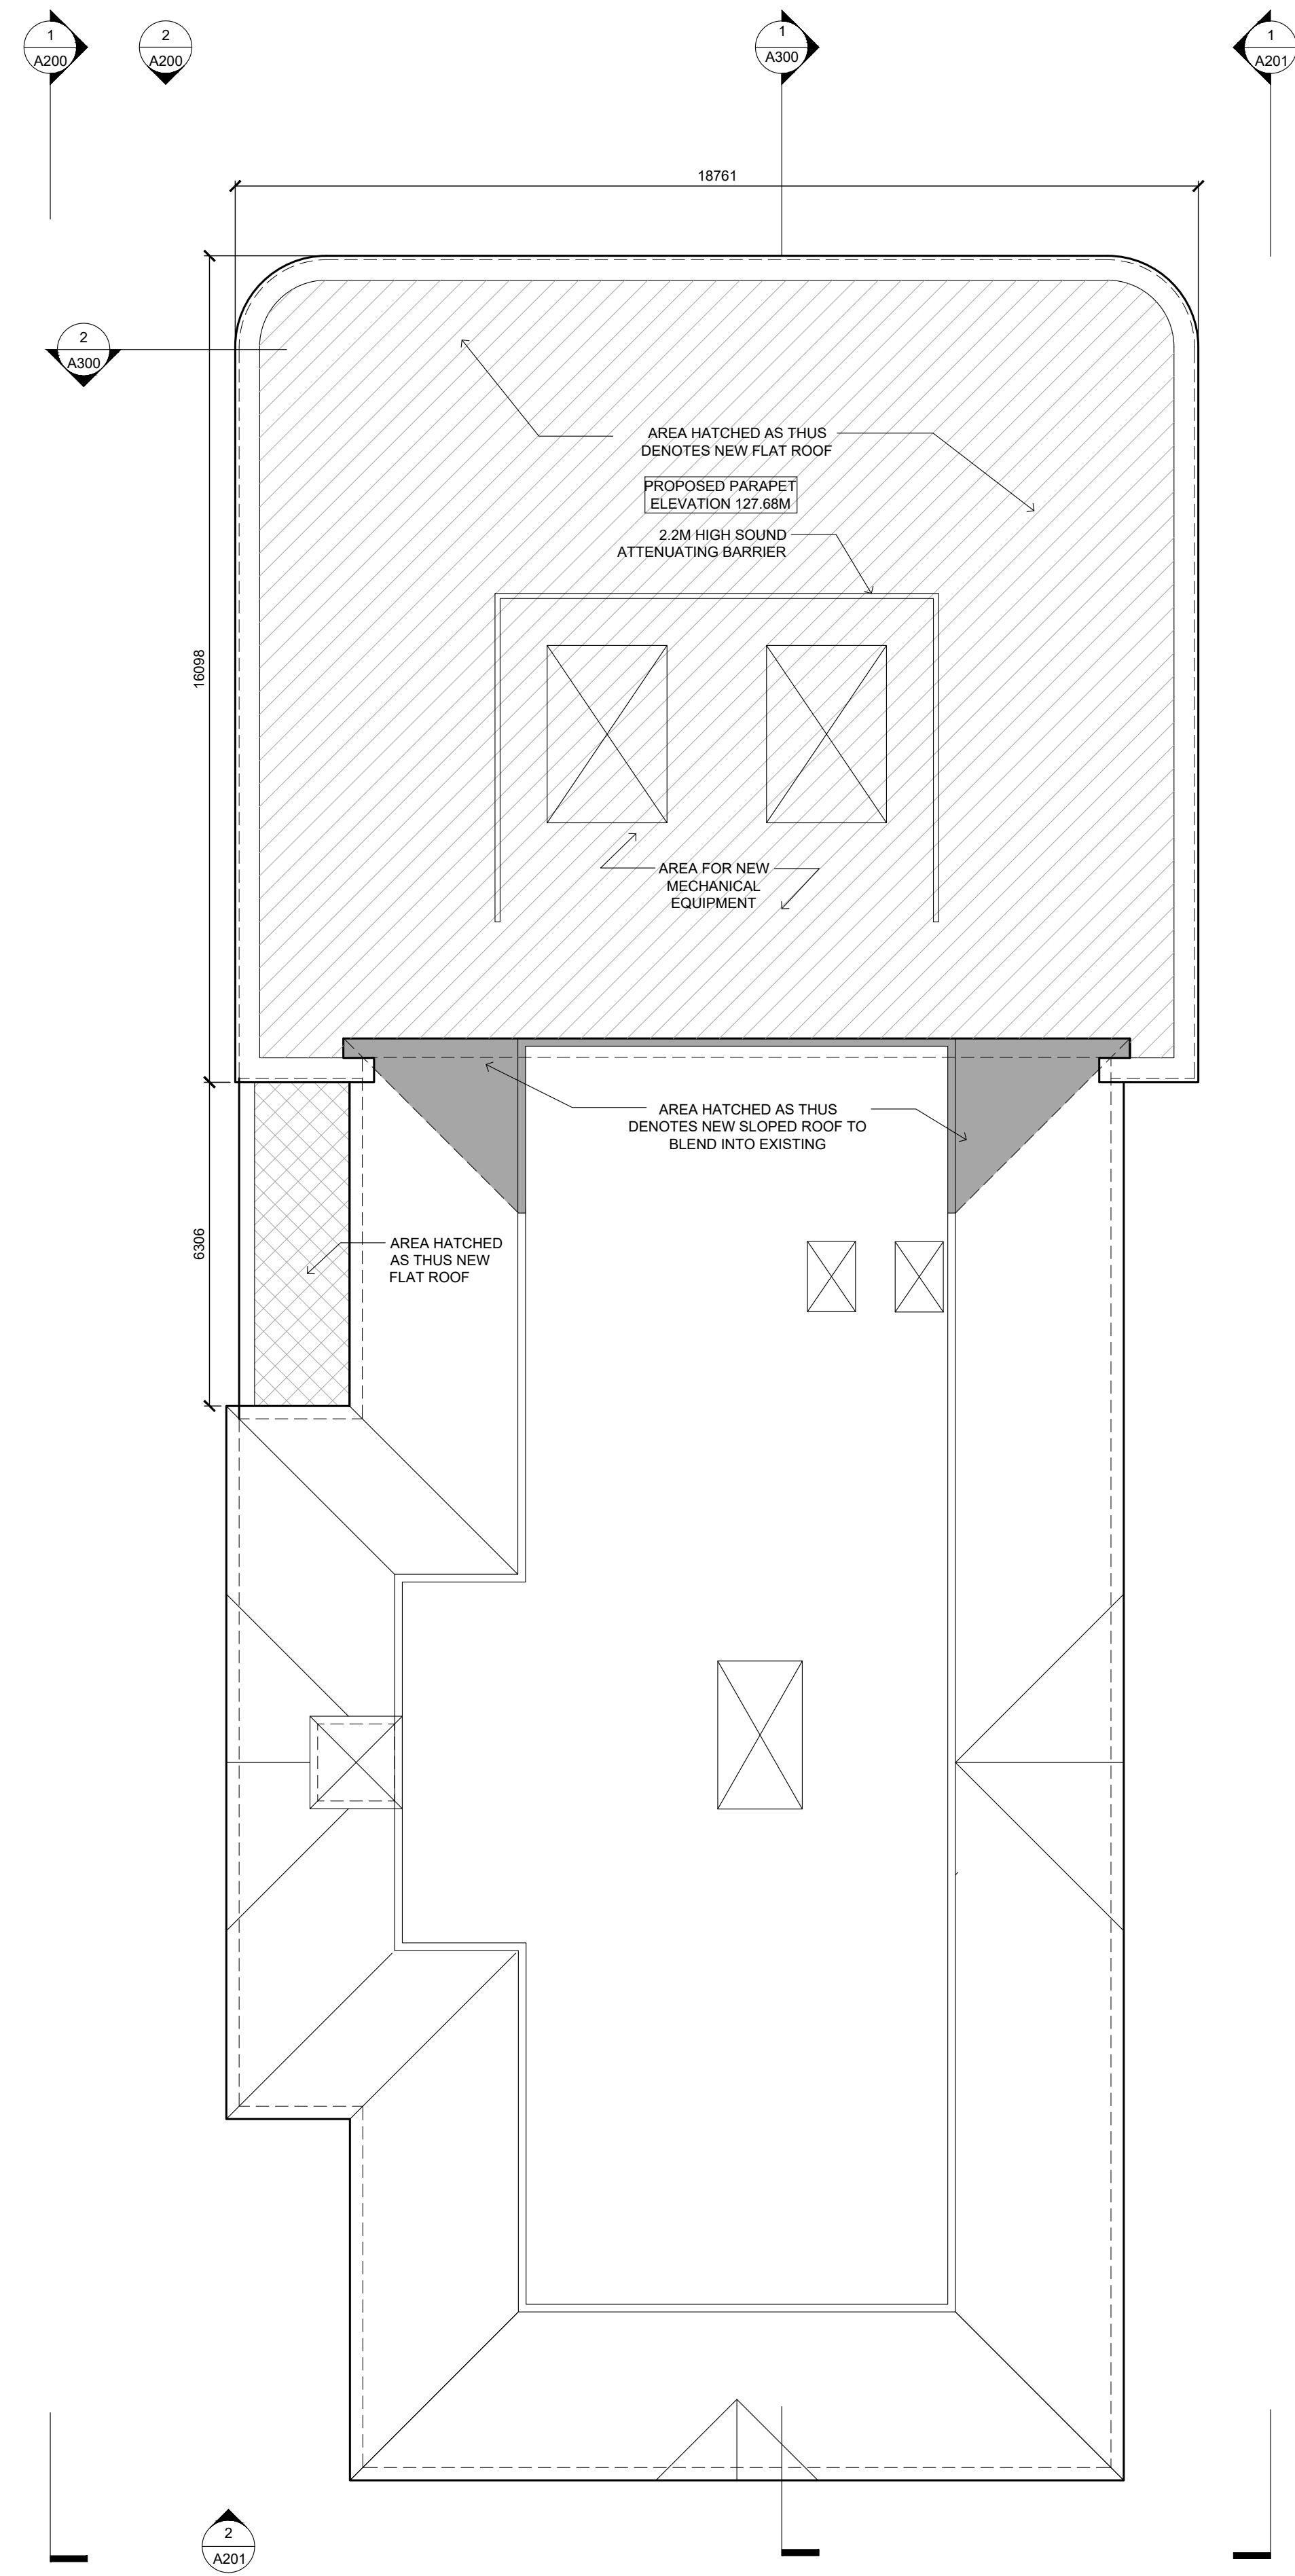 1
A200
2
A200
1
A300
1
A201
18761
2
A300
AREA HATCHED AS THUS
DENOTES NEW FLAT ROOF
PROPOSED PARAPET
ELEVATION 127.68M
2.2M HIGH SOUND
ATTENUATING BARRIER
16098
AREA FOR NEW
MECHANICAL
EQUIPMENT
AREA HATCHED AS THUS
DENOTES NEW SLOPED ROOF TO
BLEND INTO EXISTING
6306
AREA HATCHED
AS THUS NEW
FLAT ROOF
2
A201